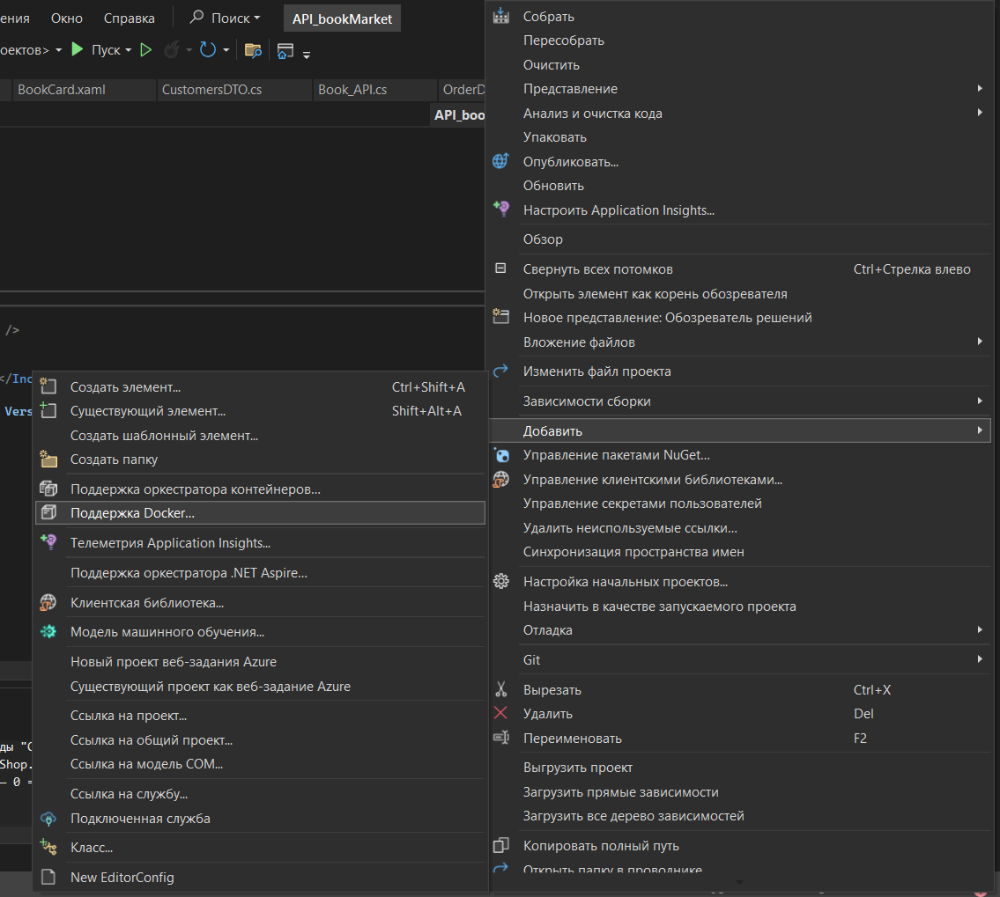 ения Окно Справка Поиск API_bookMarket
оектов> Пуск
BookCard.xaml CustomersDTO.cs Book_API.cs OrderD
API_boo
/>
</Inc
Vers
ды "С
Shop.
— 0 =
Собрать
Пересобрать
Очистить
Представление
Анализ и очистка кода
Упаковать
Опубликовать...
Обновить
Настроить Application Insights...
Обзор
Свернуть всех потомков Ctrl+Стрелка влево
Открыть элемент как корень обозревателя
Новое представление: Обозреватель решений
Вложение файлов
Изменить файл проекта
Зависимости сборки
Добавить
Управление пакетами NuGet...
Управление клиентскими библиотеками...
Управление секретами пользователей
Удалить неиспользуемые ссылки...
Синхронизация пространства имен
Настройка начальных проектов...
Назначить в качестве запускаемого проекта
Отладка
Git
Вырезать Ctrl+X
Удалить Del
Переименовать F2
Выгрузить проект
Загрузить прямые зависимости
Загрузить все дерево зависимостей
Копировать полный путь
Открыть папку в проводнике
Создать элемент... Ctrl+Shift+A
Существующий элемент... Shift+Alt+A
Создать шаблонный элемент...
Создать папку
Поддержка оркестратора контейнеров...
Поддержка Docker...
Телеметрия Application Insights...
Поддержка оркестратора .NET Aspire...
Клиентская библиотека...
Модель машинного обучения...
Новый проект веб-задания Azure
Существующий проект как веб-задание Azure
Ссылка на проект...
Ссылка на общий проект...
Ссылка на модель COM...
Ссылка на службу...
Подключенная служба
Класс...
New EditorConfig